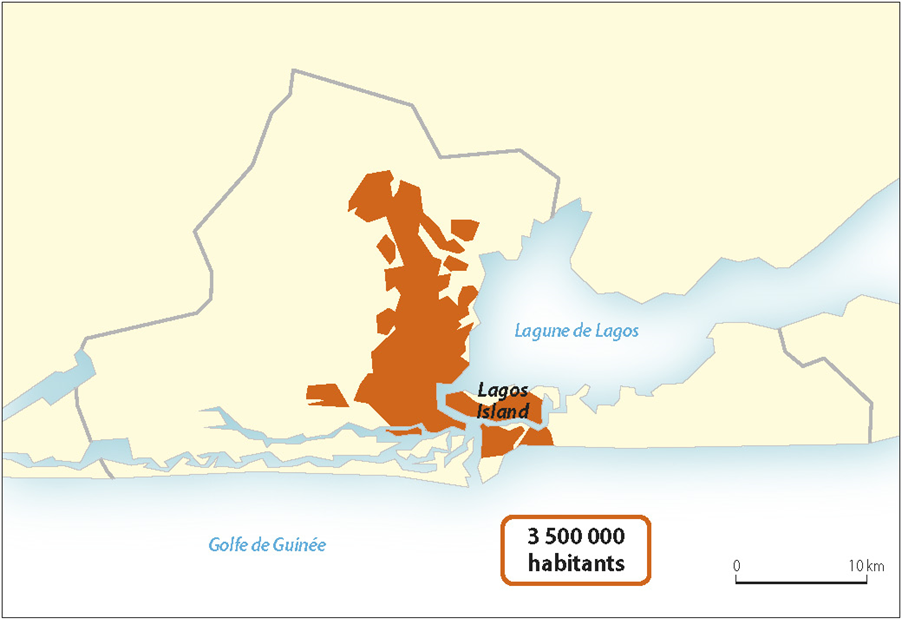 Lagune de Lagos
Lagos
Island
Golfe de Guinée
3 500 000
habitants
0 10 km